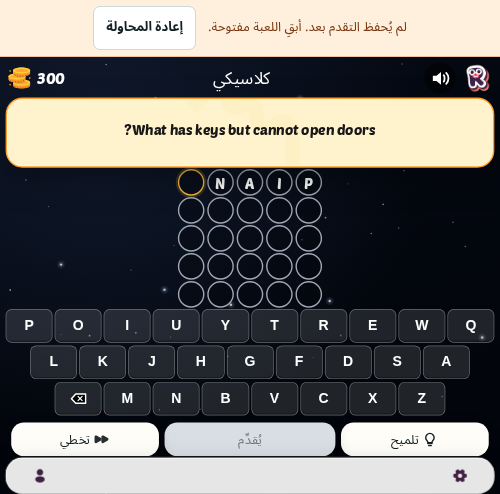 لم يُحفظ التقدم بعد. أبقِ اللعبة مفتوحة.
إعادة المحاولة
300
كلاسيكي
?What has keys but cannot open doors
N A I P
P O I U Y T R E W Q
L K J H G F D S A
M N B V C X Z
تخطي
يُقدِّم
تلميح